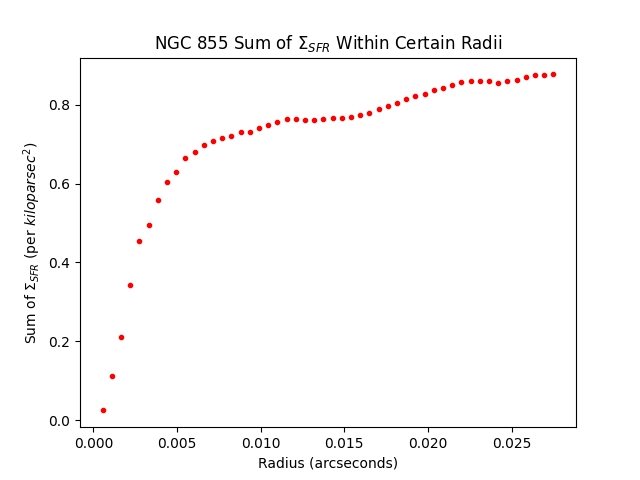 NGC 855 Sum of Σ_SFR Within Certain Radii
Sum of Σ_SFR (per kiloparsec²)
0.8
0.6
0.4
0.2
0.0
0.000 0.005 0.010 0.015 0.020 0.025
Radius (arcseconds)